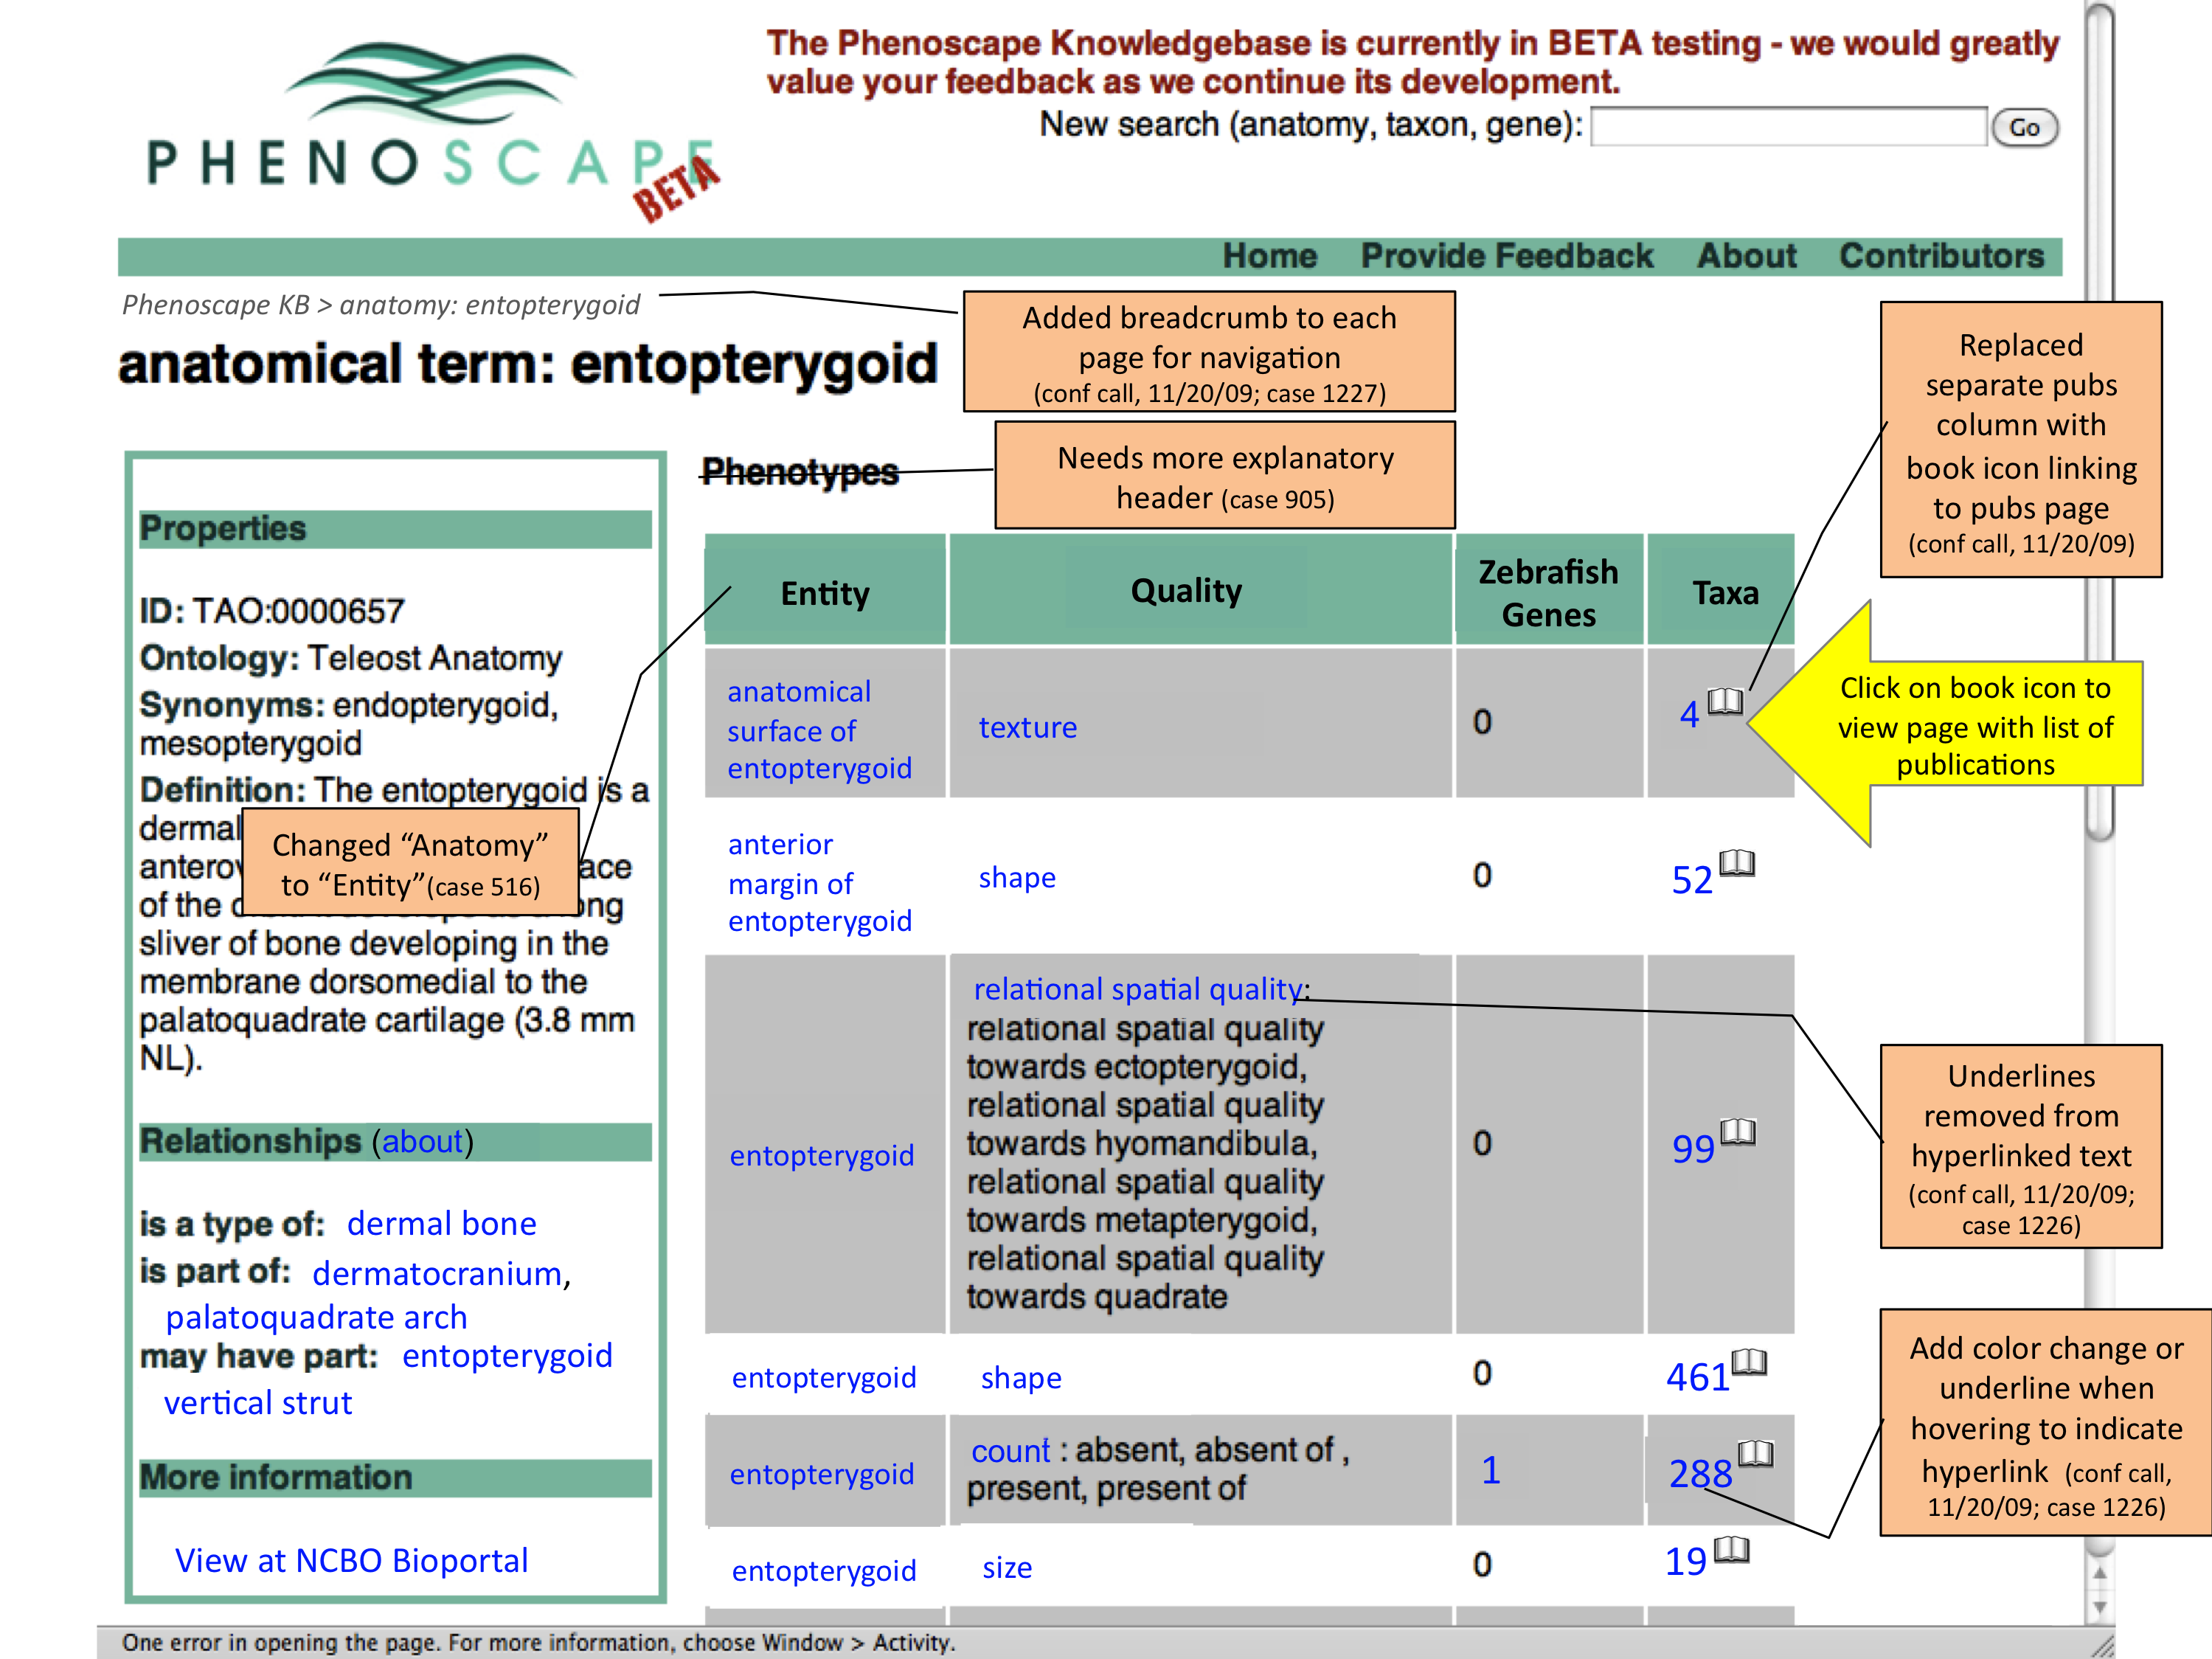 The Phenoscape Knowledgebase is currently in BETA testing - we would greatly
value your feedback as we continue its development.
New search (anatomy, taxon, gene):
Go
PHENOSCAPE
BETA
Home Provide Feedback About Contributors
Phenoscape KB > anatomy: entopterygoid
anatomical term: entopterygoid
Added breadcrumb to each
page for navigation
(conf call, 11/20/09; case 1227)
Replaced
separate pubs
column with
book icon linking
to pubs page
(conf call, 11/20/09)
Phenotypes
Needs more explanatory
header (case 905)
Properties
ID: TAO:0000657
Ontology: Teleost Anatomy
Synonyms: endopterygoid,
mesopterygoid
Definition: The entopterygoid is a
dermal
anterov ace
of the ong
sliver of bone developing in the
membrane dorsomedial to the
palatoquadrate cartilage (3.8 mm
NL).
Changed “Anatomy”
to “Entity”(case 516)
Relationships (about)
is a type of: dermal bone
is part of: dermatocranium,
palatoquadrate arch
may have part: entopterygoid
vertical strut
More information
View at NCBO Bioportal
Entity Quality Zebrafish
Genes Taxa
anatomical
surface of
entopterygoid
texture 0 4
Click on book icon to
view page with list of
publications
anterior
margin of
entopterygoid
shape 0 52
entopterygoid
relational spatial quality:
relational spatial quality
towards ectopterygoid,
relational spatial quality
towards hyomandibula,
relational spatial quality
towards metapterygoid,
relational spatial quality
towards quadrate
0 99
Underlines
removed from
hyperlinked text
(conf call, 11/20/09;
case 1226)
entopterygoid shape 0 461
entopterygoid count : absent, absent of ,
present, present of
1 288
Add color change or
underline when
hovering to indicate
hyperlink (conf call,
11/20/09; case 1226)
entopterygoid size 0 19
One error in opening the page. For more information, choose Window > Activity.